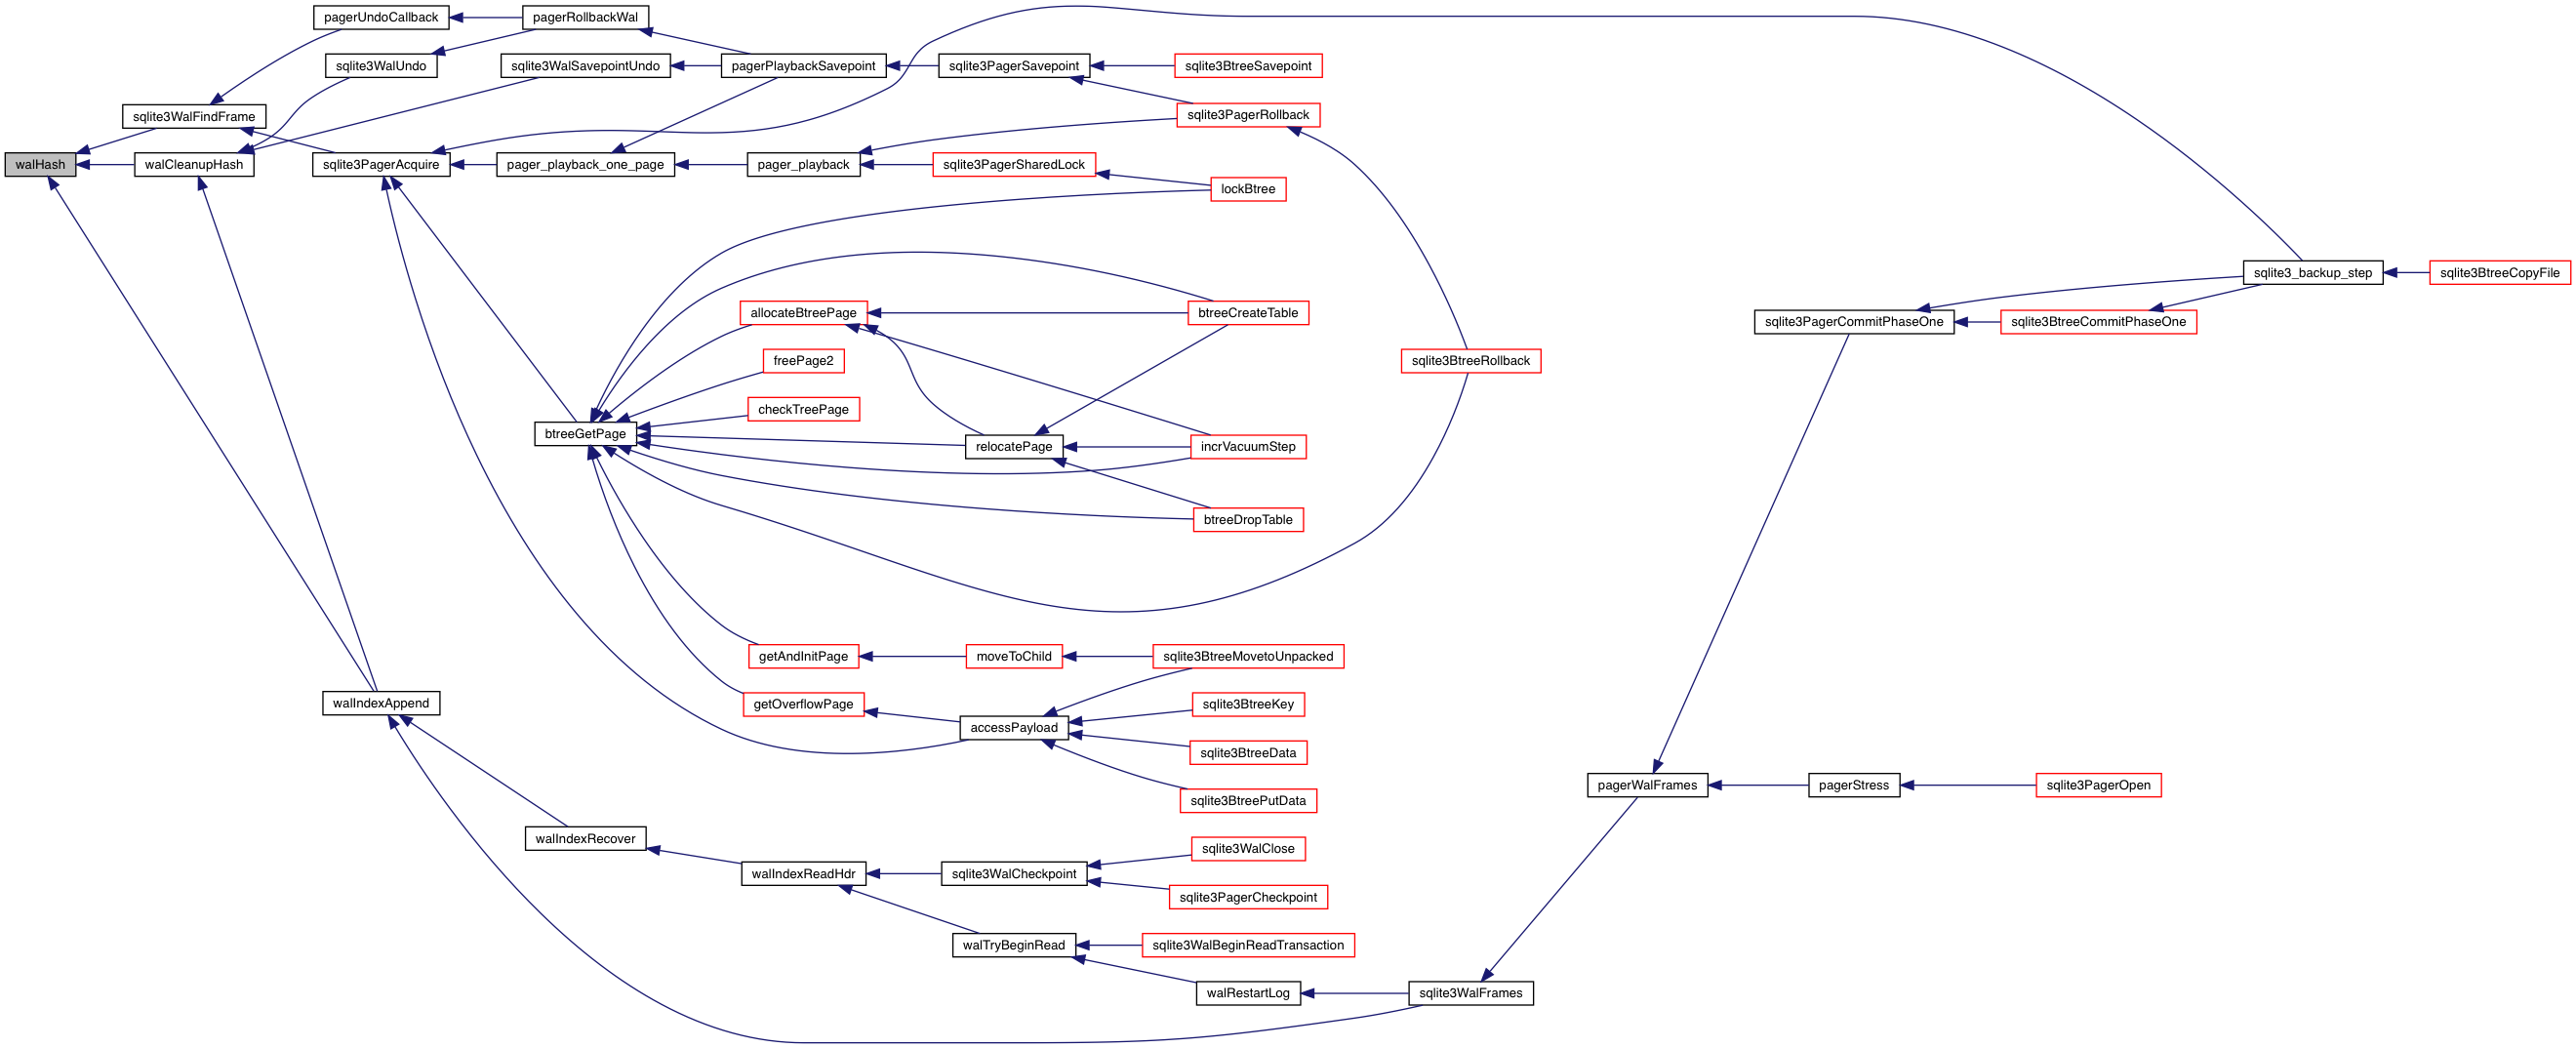 pagerUndoCallback
pagerRollbackWal
sqlite3WalUndo
sqlite3WalSavepointUndo
pagerPlaybackSavepoint
sqlite3PagerSavepoint
sqlite3BtreeSavepoint
sqlite3WalFindFrame
sqlite3PagerRollback
walHash
walCleanupHash
sqlite3PagerAcquire
pager_playback_one_page
pager_playback
sqlite3PagerSharedLock
lockBtree
sqlite3_backup_step
sqlite3BtreeCopyFile
allocateBtreePage
btreeCreateTable
sqlite3PagerCommitPhaseOne
sqlite3BtreeCommitPhaseOne
freePage2
sqlite3BtreeRollback
checkTreePage
btreeGetPage
relocatePage
incrVacuumStep
btreeDropTable
getAndInitPage
moveToChild
sqlite3BtreeMovetoUnpacked
walIndexAppend
getOverflowPage
sqlite3BtreeKey
accessPayload
sqlite3BtreeData
pagerWalFrames
pagerStress
sqlite3PagerOpen
sqlite3BtreePutData
walIndexRecover
sqlite3WalClose
walIndexReadHdr
sqlite3WalCheckpoint
sqlite3PagerCheckpoint
walTryBeginRead
sqlite3WalBeginReadTransaction
walRestartLog
sqlite3WalFrames